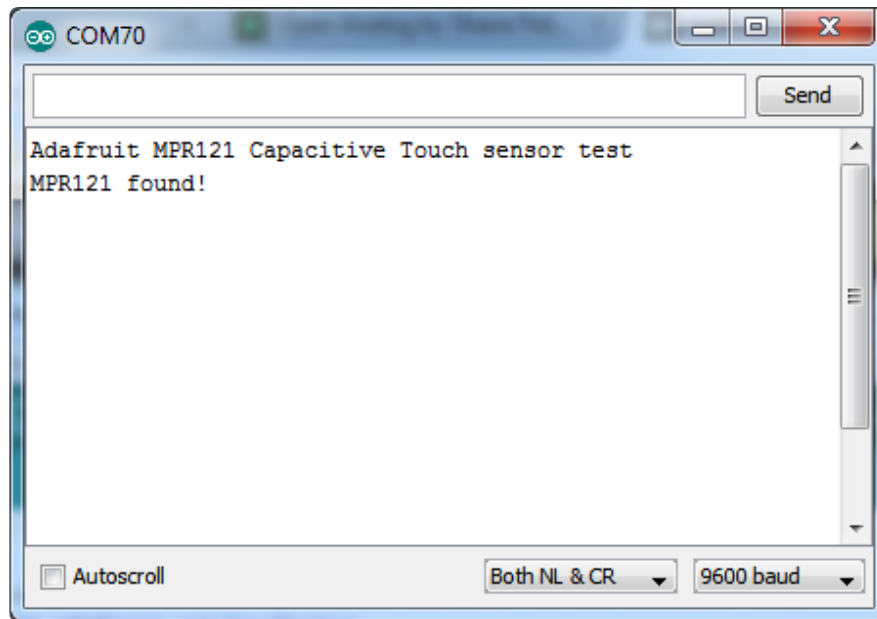 COM70
Send
Adafruit MPR121 Capacitive Touch sensor test
MPR121 found!
Autoscroll
Both NL & CR
9600 baud